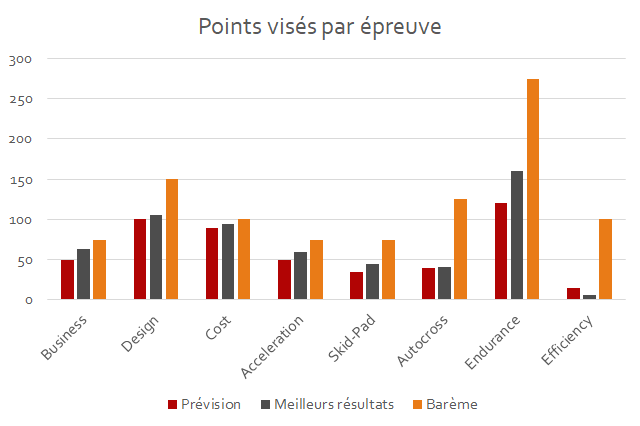 Points visés par épreuve
300
250
200
150
100
50
0
Business
Design
Cost
Acceleration
Skid-Pad
Autocross
Endurance
Efficiency
Prévision Meilleurs résultats Barème